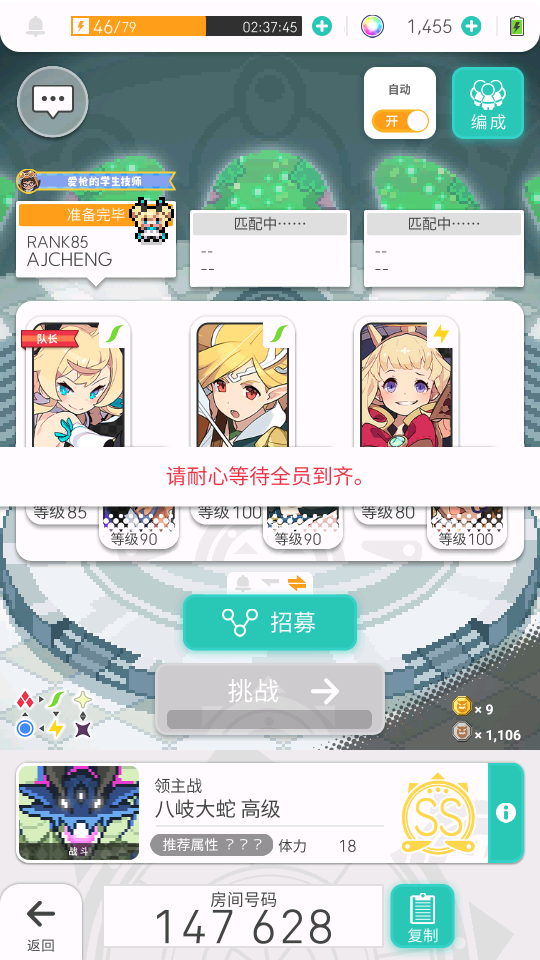 46/79
02:37:45
1,455
自动
开
编成
爱枪的学生技师
准备完毕
RANK85
AJCHENG
匹配中······
--
--
匹配中······
--
--
队长
请耐心等待全员到齐。
等级85
等级90
等级100
等级90
等级80
等级100
招募
挑战
× 9
× 1,106
领主战
八岐大蛇 高级
推荐属性 ？？？
体力 18
战斗
SS
房间号码
147 628
复制
返回